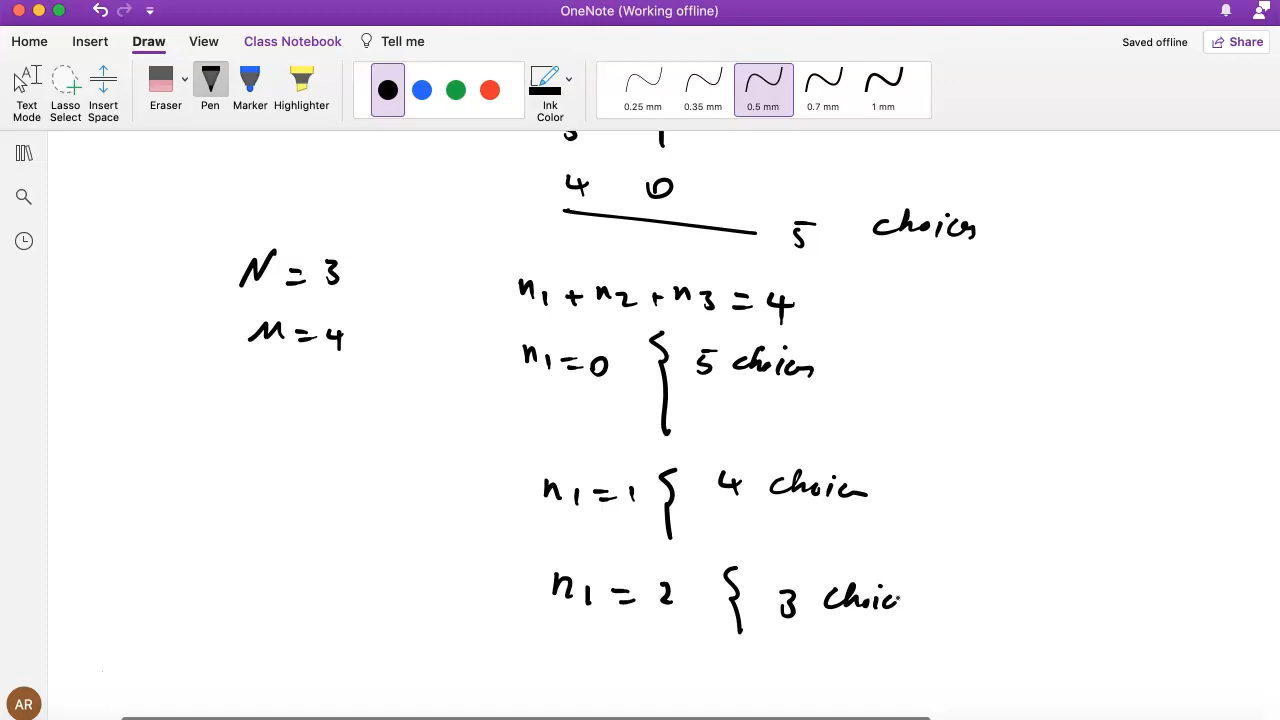 OneNote (Working offline)
Home Insert Draw View Class Notebook Tell me
Saved offline Share
Text Mode Lasso Select Insert Space Eraser Pen Marker Highlighter Ink Color 0.25 mm 0.35 mm 0.5 mm 0.7 mm 1 mm
3 1
4 0
5 choices
N = 3
n1 + n2 + n3 = 4
M = 4
n1 = 0 { 5 choices
n1 = 1 { 4 choices
n1 = 2 { 3 choic
AR